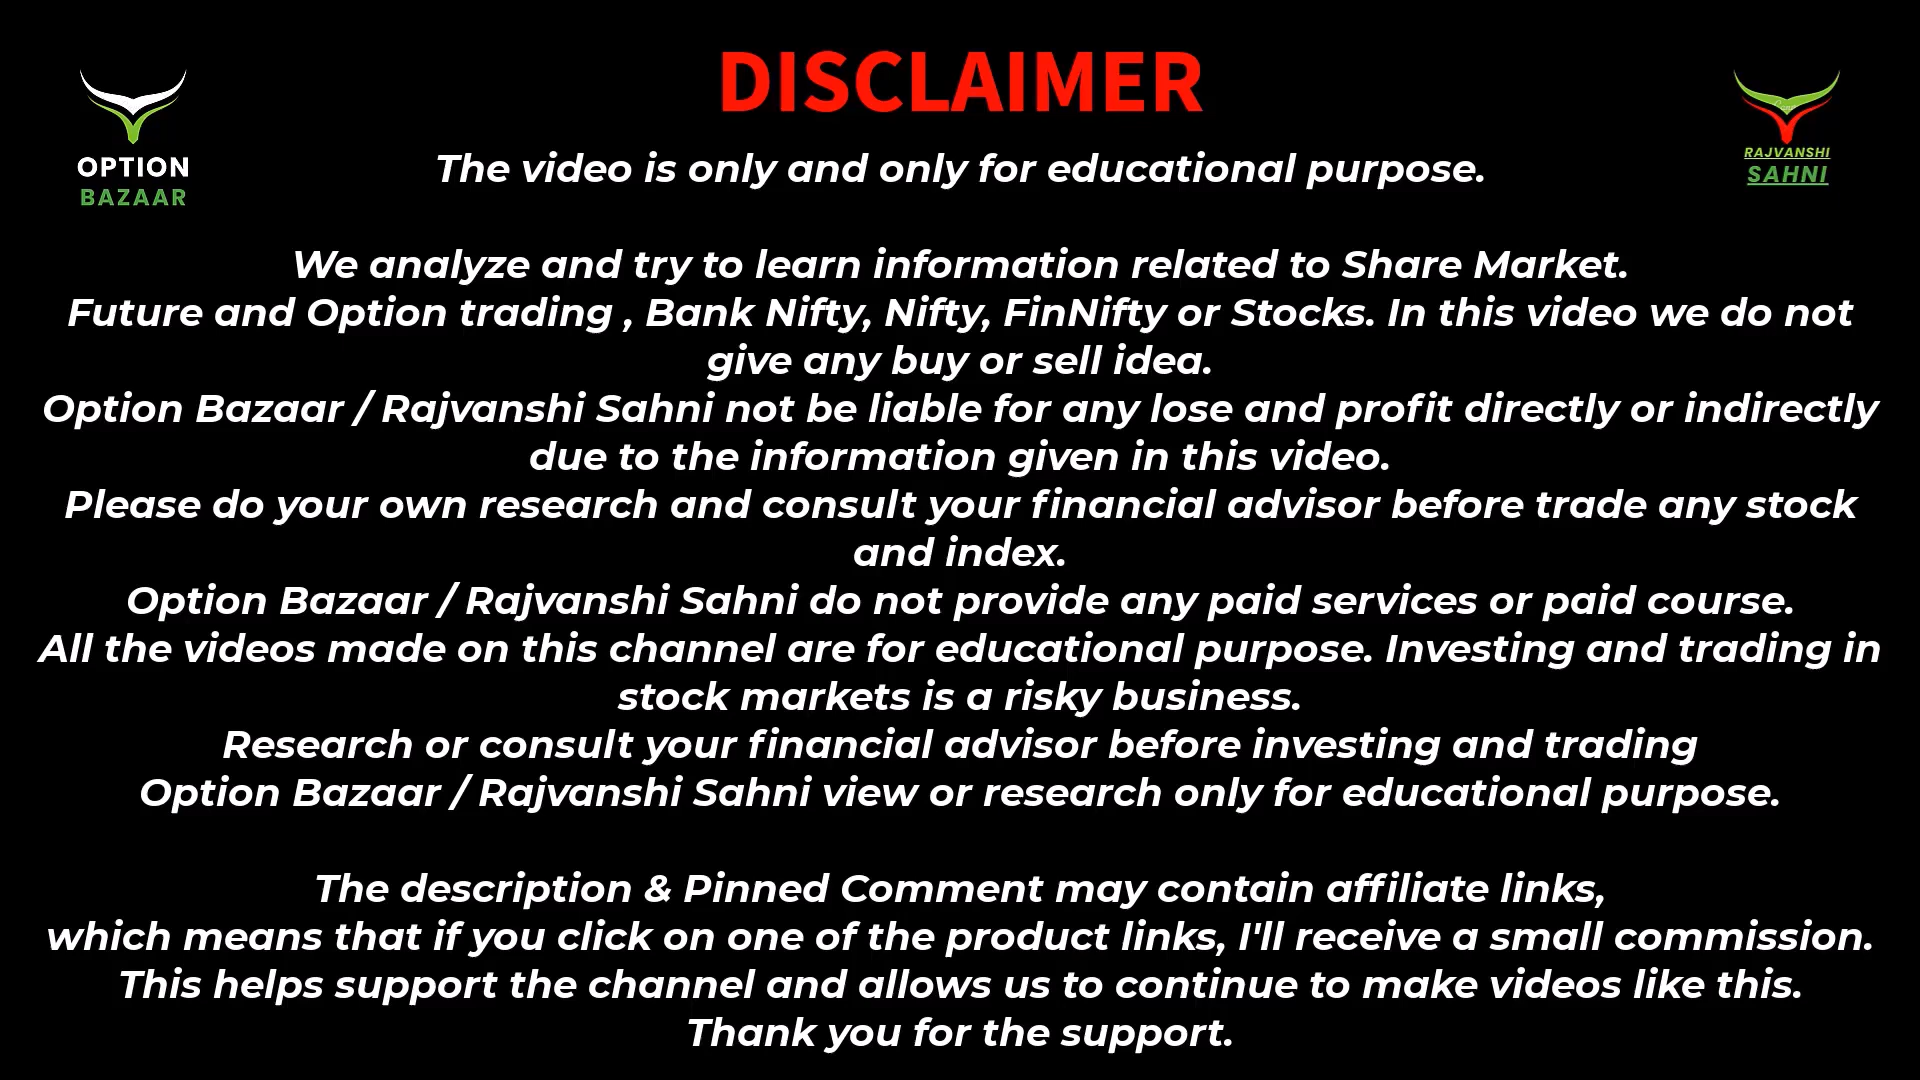 DISCLAIMER
OPTION
BAZAAR
RAJVANSHI
SAHNI
The video is only and only for educational purpose.
We analyze and try to learn information related to Share Market.
Future and Option trading , Bank Nifty, Nifty, FinNifty or Stocks. In this video we do not
give any buy or sell idea.
Option Bazaar / Rajvanshi Sahni not be liable for any lose and profit directly or indirectly
due to the information given in this video.
Please do your own research and consult your financial advisor before trade any stock
and index.
Option Bazaar / Rajvanshi Sahni do not provide any paid services or paid course.
All the videos made on this channel are for educational purpose. Investing and trading in
stock markets is a risky business.
Research or consult your financial advisor before investing and trading
Option Bazaar / Rajvanshi Sahni view or research only for educational purpose.
The description & Pinned Comment may contain affiliate links,
which means that if you click on one of the product links, I'll receive a small commission.
This helps support the channel and allows us to continue to make videos like this.
Thank you for the support.